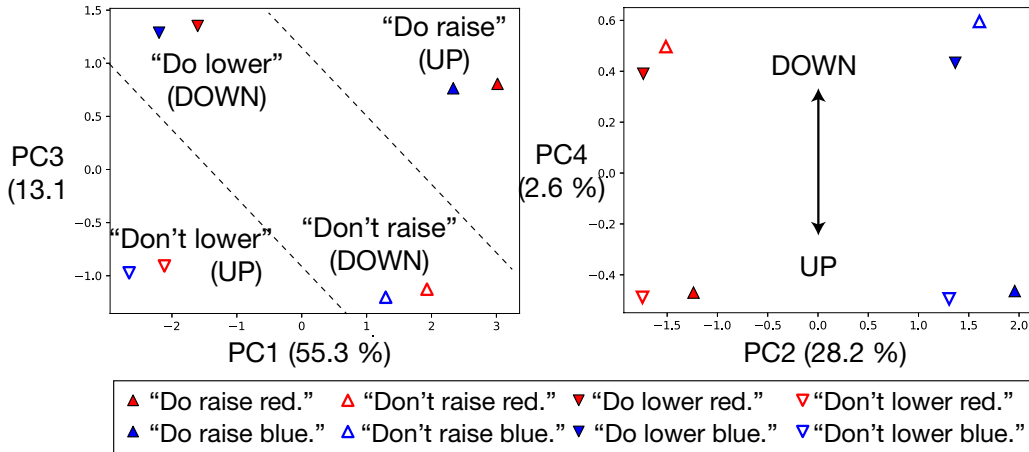 1.5
1.0
0.5
0.0
−0.5
−1.0
−2
−1
0
1
2
3
PC3
(13.1
PC1 (55.3 %)
"Do lower"
(DOWN)
"Do raise"
(UP)
"Don't lower"
(UP)
"Don't raise"
(DOWN)
0.6
0.4
0.2
0.0
−0.2
−0.4
−1.5
−1.0
−0.5
0.0
0.5
1.0
1.5
2.0
PC4
(2.6 %)
PC2 (28.2 %)
DOWN
UP
"Do raise red." "Don't raise red." "Do lower red." "Don't lower red."
"Do raise blue." "Don't raise blue." "Do lower blue." "Don't lower blue."